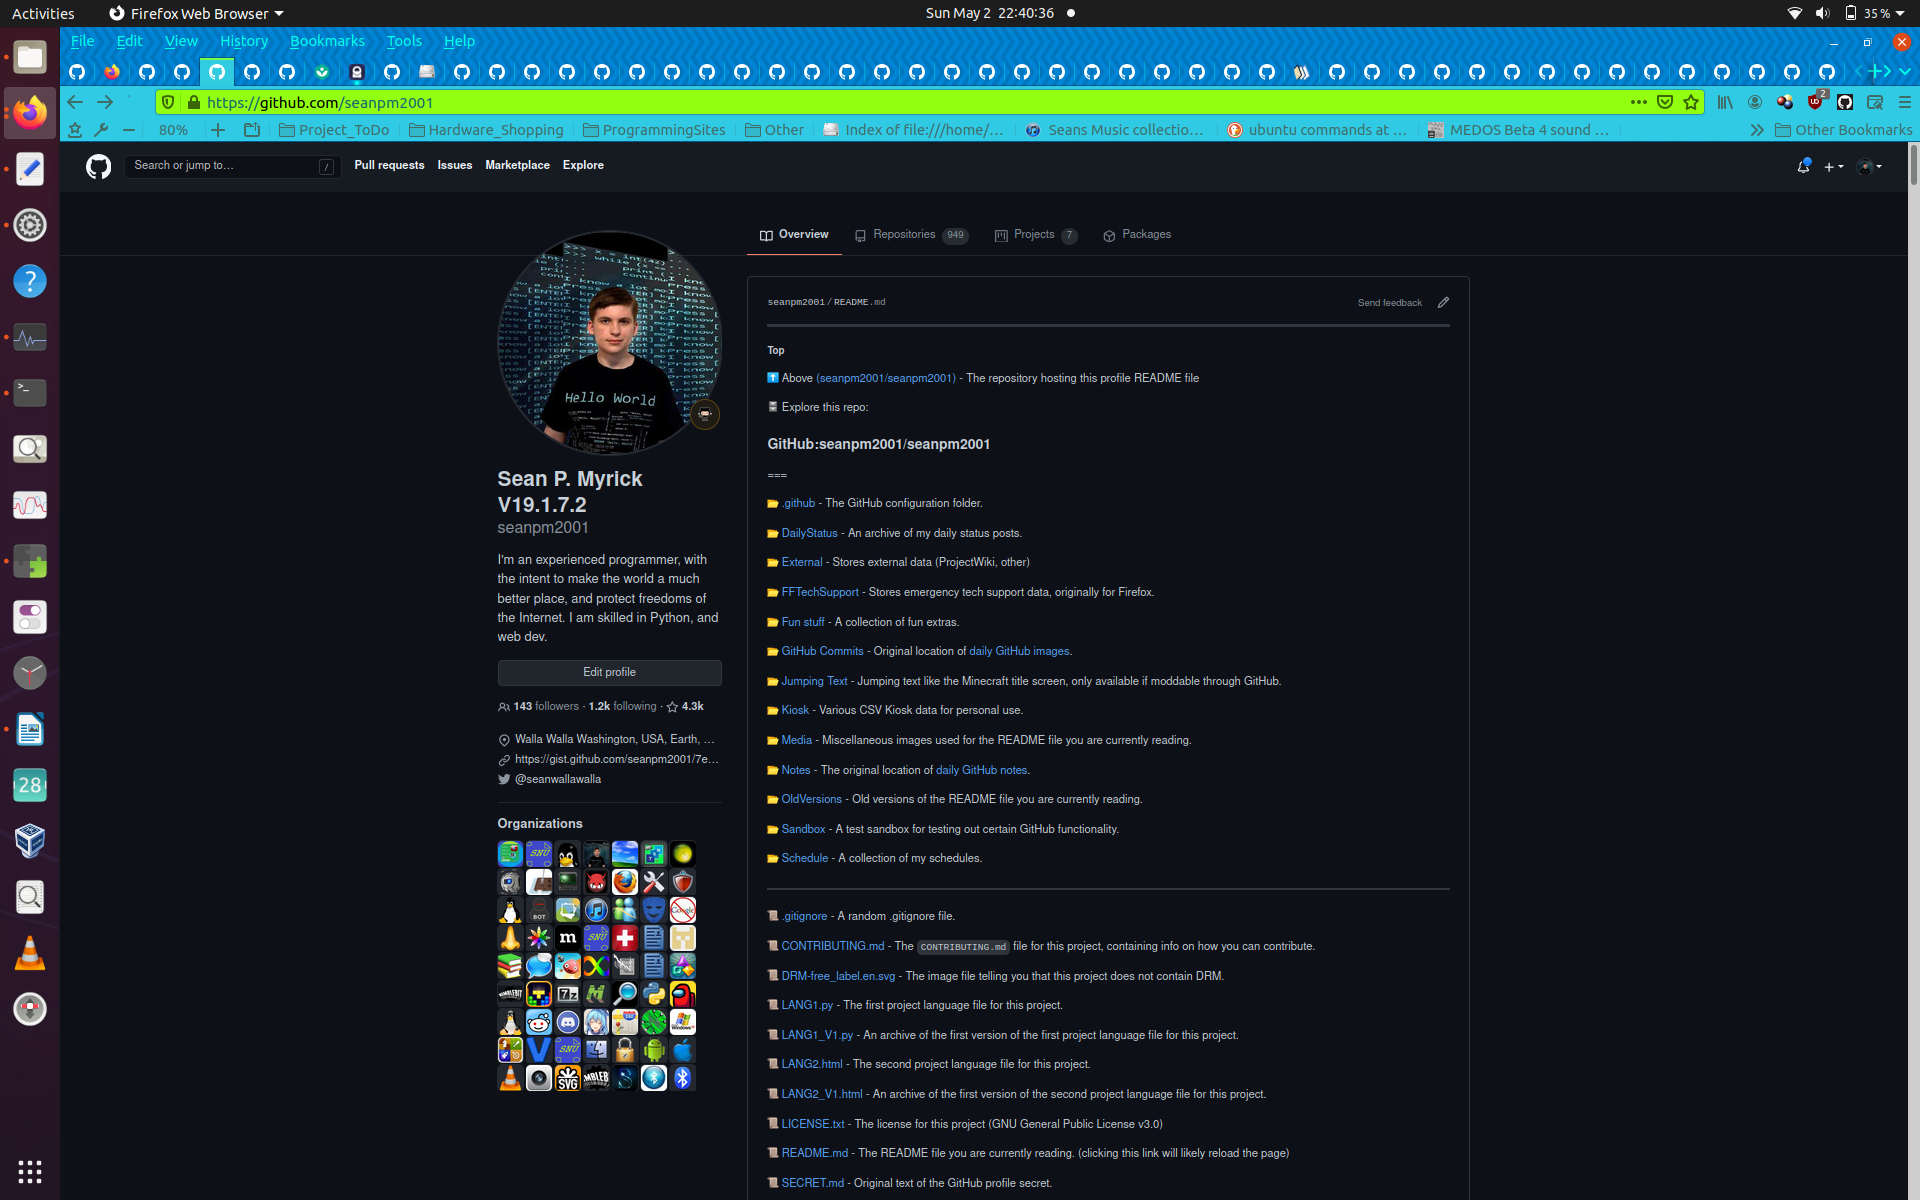 Activities
Firefox Web Browser
Sun May 2 22:40:36
35 %
File Edit View History Bookmarks Tools Help
https://github.com/seanpm2001
2
80%
Project_ToDo
Hardware_Shopping
ProgrammingSites
Other
Index of file:///home/...
Seans Music collectio...
ubuntu commands at ...
MEDOS Beta 4 sound ...
Other Bookmarks
Search or jump to...
/
Pull requests Issues Marketplace Explore
Overview
Repositories 949
Projects 7
Packages
Hello World
Sean P. Myrick
V19.1.7.2
seanpm2001
I'm an experienced programmer, with
the intent to make the world a much
better place, and protect freedoms of
the Internet. I am skilled in Python, and
web dev.
Edit profile
143 followers · 1.2k following · 4.3k
Walla Walla Washington, USA, Earth, ...
https://gist.github.com/seanpm2001/7e...
@seanwallawalla
Organizations
seanpm2001/README.md
Send feedback
Top
Above (seanpm2001/seanpm2001) - The repository hosting this profile README file
Explore this repo:
GitHub:seanpm2001/seanpm2001
===
.github - The GitHub configuration folder.
DailyStatus - An archive of my daily status posts.
External - Stores external data (ProjectWiki, other)
FFTechSupport - Stores emergency tech support data, originally for Firefox.
Fun stuff - A collection of fun extras.
GitHub Commits - Original location of daily GitHub images.
Jumping Text - Jumping text like the Minecraft title screen, only available if moddable through GitHub.
Kiosk - Various CSV Kiosk data for personal use.
Media - Miscellaneous images used for the README file you are currently reading.
Notes - The original location of daily GitHub notes.
OldVersions - Old versions of the README file you are currently reading.
Sandbox - A test sandbox for testing out certain GitHub functionality.
Schedule - A collection of my schedules.
.gitignore - A random .gitignore file.
CONTRIBUTING.md - The CONTRIBUTING.md file for this project, containing info on how you can contribute.
DRM-free_label.en.svg - The image file telling you that this project does not contain DRM.
LANG1.py - The first project language file for this project.
LANG1_V1.py - An archive of the first version of the first project language file for this project.
LANG2.html - The second project language file for this project.
LANG2_V1.html - An archive of the first version of the second project language file for this project.
LICENSE.txt - The license for this project (GNU General Public License v3.0)
README.md - The README file you are currently reading. (clicking this link will likely reload the page)
SECRET.md - Original text of the GitHub profile secret.
28